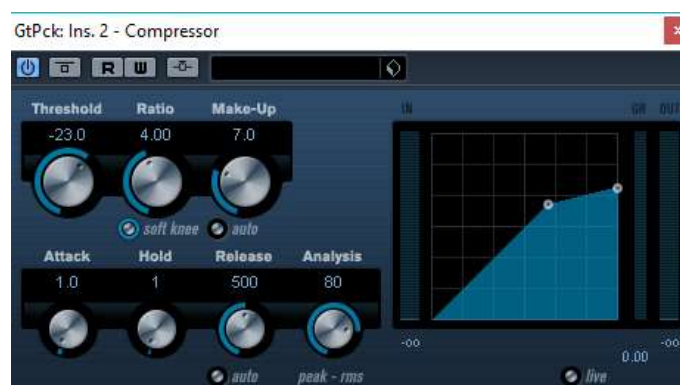 GtPck: Ins. 2 - Compressor
R W
Threshold Ratio Make-Up
-23.0 4.00 7.0
soft knee auto
Attack Hold Release Analysis
1.0 1 500 80
auto peak - rms
IN GR OUT
-oo -oo
0.00
live